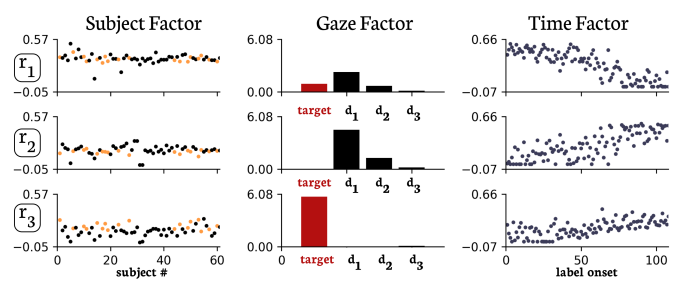 Subject Factor Gaze Factor Time Factor
0.57 6.08 0.66
r1
−0.05 0.00 −0.07
target d1 d2 d3
0.57 6.08 0.66
r2
−0.05 0.00 −0.07
target d1 d2 d3
0.57 6.08 0.66
r3
−0.05 0.00 −0.07
target d1 d2 d3
0 20 40 60 0 0 50 100
subject # label onset